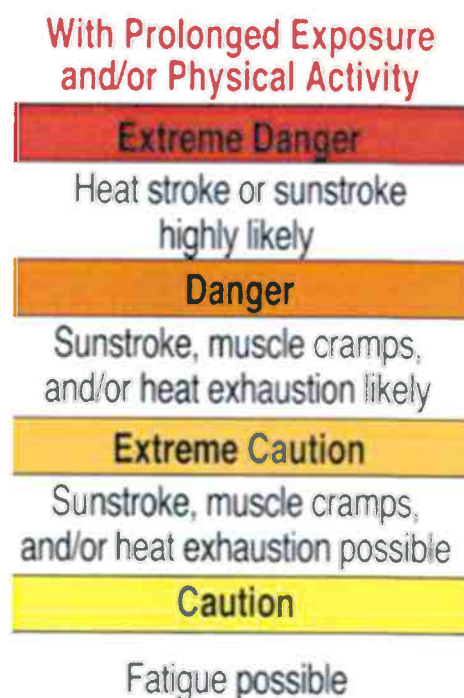 With Prolonged Exposure
and/or Physical Activity
Extreme Danger
Heat stroke or sunstroke
highly likely
Danger
Sunstroke, muscle cramps,
and/or heat exhaustion likely
Extreme Caution
Sunstroke, muscle cramps,
and/or heat exhaustion possible
Caution
Fatigue possible